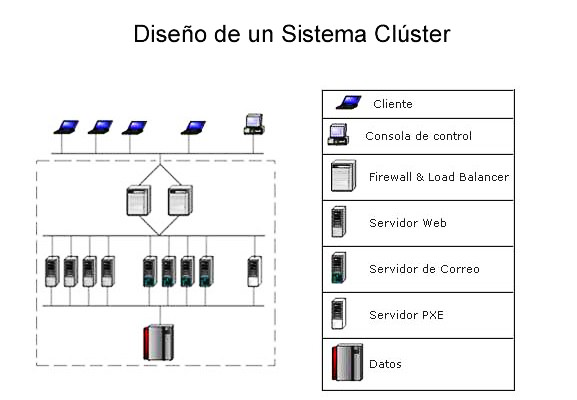 Diseño de un Sistema Clúster
Cliente
Consola de control
Firewall & Load Balancer
Servidor Web
Servidor de Correo
Servidor PXE
Datos